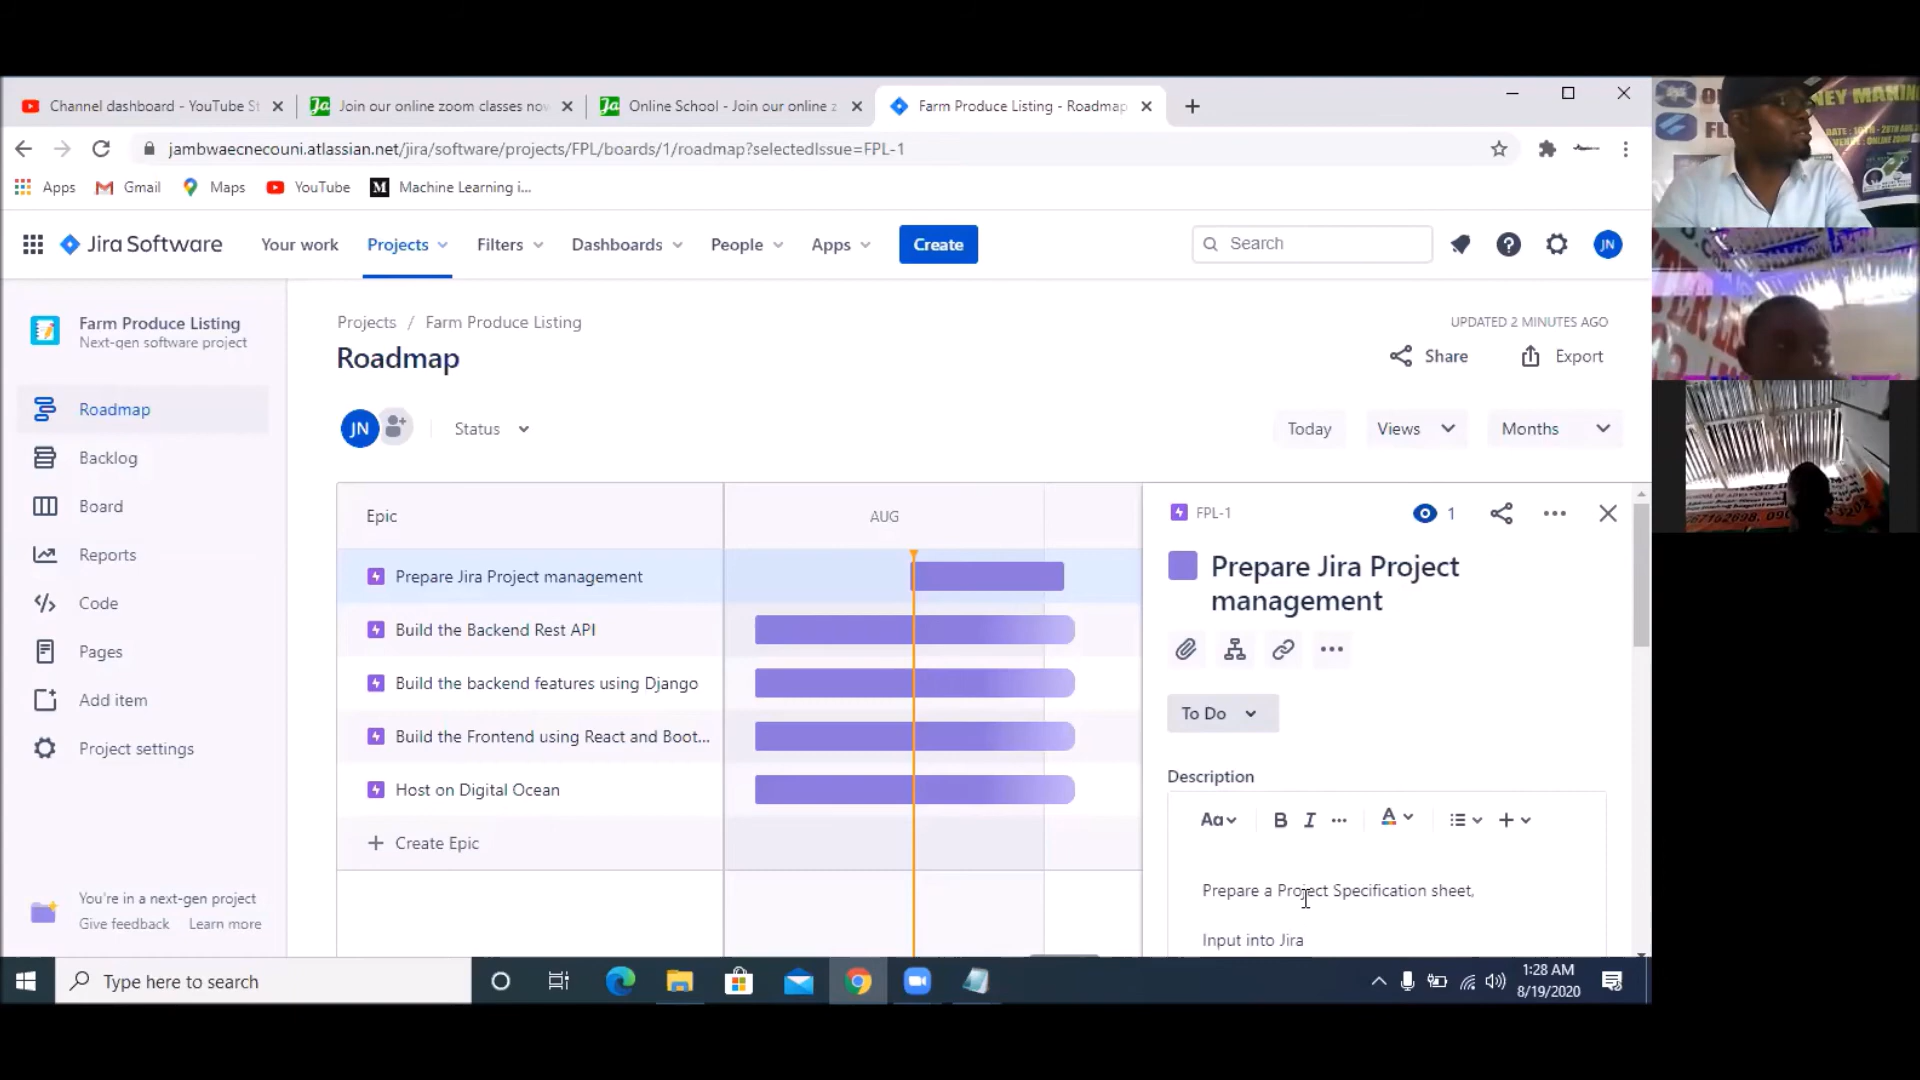 Channel dashboard - YouTube St
Join our online zoom classes nov
Online School - Join our online z
Farm Produce Listing - Roadmap
jambwaecnecouni.atlassian.net/jira/software/projects/FPL/boards/1/roadmap?selectedIssue=FPL-1
Apps Gmail Maps YouTube Machine Learning i...
Jira Software Your work Projects Filters Dashboards People Apps Create Search JN
Farm Produce Listing
Next-gen software project
Roadmap
Backlog
Board
Reports
Code
Pages
Add item
Project settings
You're in a next-gen project
Give feedback Learn more
Projects / Farm Produce Listing
UPDATED 2 MINUTES AGO
Roadmap
Share Export
JN Status Today Views Months
Epic AUG
Prepare Jira Project management
Build the Backend Rest API
Build the backend features using Django
Build the Frontend using React and Boot...
Host on Digital Ocean
+ Create Epic
FPL-1 1
Prepare Jira Project
management
To Do
Description
Aa B I ... A
Prepare a Project Specification sheet,
Input into Jira
Type here to search
1:28 AM
8/19/2020